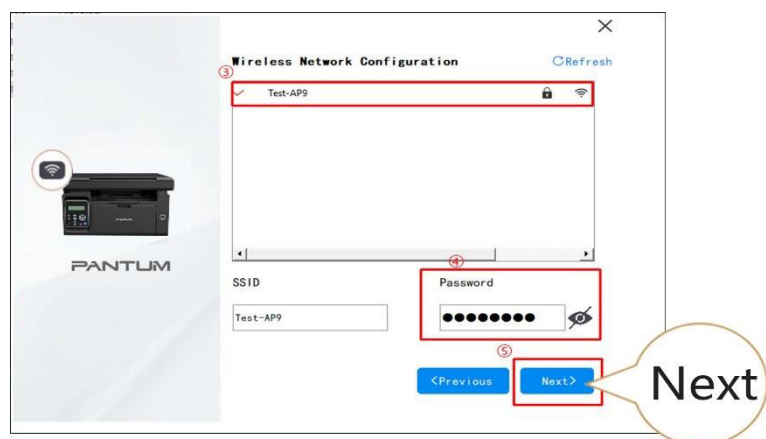 Wireless Network Configuration
Refresh
③
Test-AP9
PANTUM
④
SSID
Password
Test-AP9
●●●●●●●●
⑤
<Previous
Next>
Next